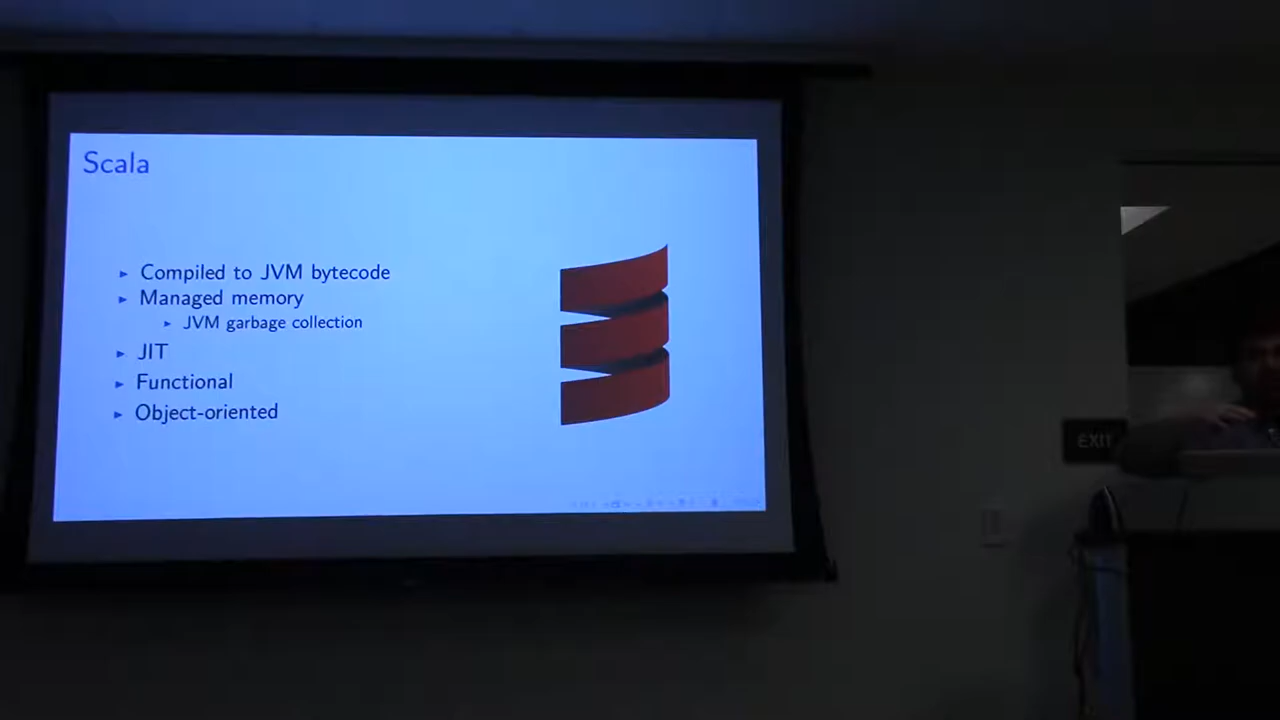 Scala
▸ Compiled to JVM bytecode
▸ Managed memory
▸ JVM garbage collection
▸ JIT
▸ Functional
▸ Object-oriented
EXIT